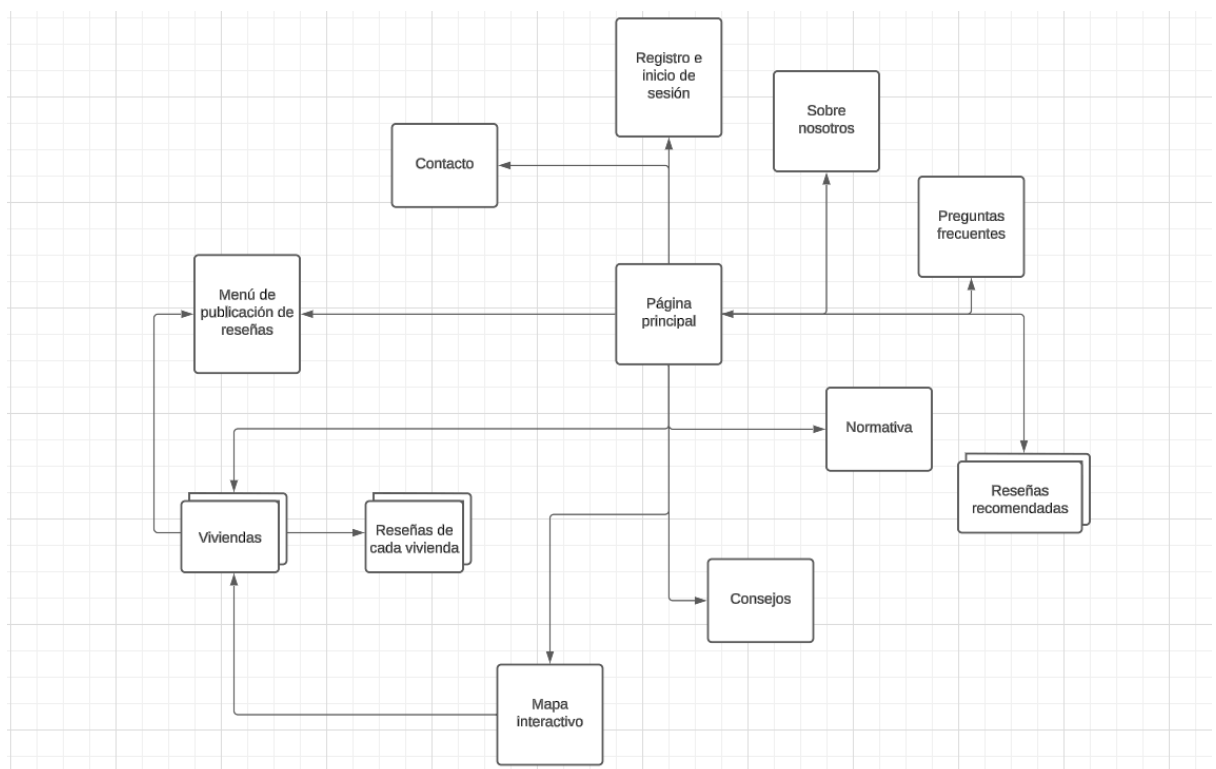 Registro e
inicio de
sesión
Sobre
nosotros
Contacto
Preguntas
frecuentes
Menú de
publicación de
reseñas
Página
principal
Normativa
Reseñas
recomendadas
Viviendas
Reseñas de
cada vivienda
Consejos
Mapa
interactivo